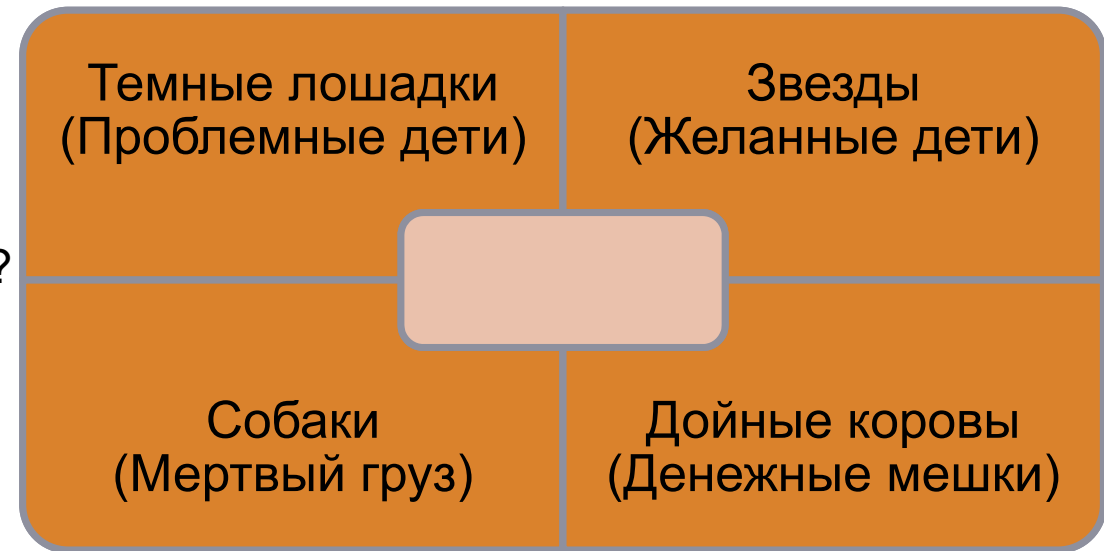 Темные лошадки
(Проблемные дети)
Звезды
(Желанные дети)
?
Собаки
(Мертвый груз)
Дойные коровы
(Денежные мешки)